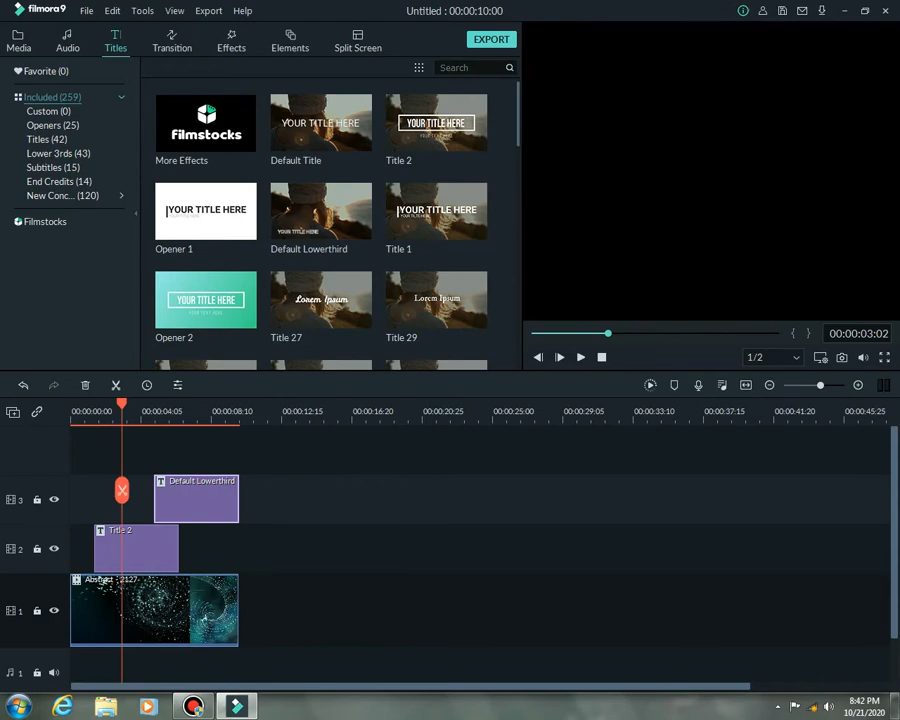 filmora9 File Edit Tools View Export Help Untitled : 00:00:10:00
Media Audio Titles Transition Effects Elements Split Screen EXPORT
Favorite (0)
Search
Included (259)
Custom (0)
Openers (25)
Titles (42)
Lower 3rds (43)
Subtitles (15)
End Credits (14)
New Conc... (120)
Filmstocks
filmstocks
YOUR TITLE HERE
YOUR TITLE HERE
More Effects Default Title Title 2
YOUR TITLE HERE
YOUR TITLE HERE
YOUR TITLE HERE
Opener 1 Default Lowerthird Title 1
YOUR TITLE HERE
Lorem Ipsum
Lorem Ipsum
Opener 2 Title 27 Title 29
00:00:03:02
1/2
00:00:00:00 00:00:04:05 00:00:08:10 00:00:12:15 00:00:16:20 00:00:20:25 00:00:25:00 00:00:29:05 00:00:33:10 00:00:37:15 00:00:41:20 00:00:45:25
3 T Default Lowerthird
2 T Title 2
1
1
8:42 PM
10/21/2020